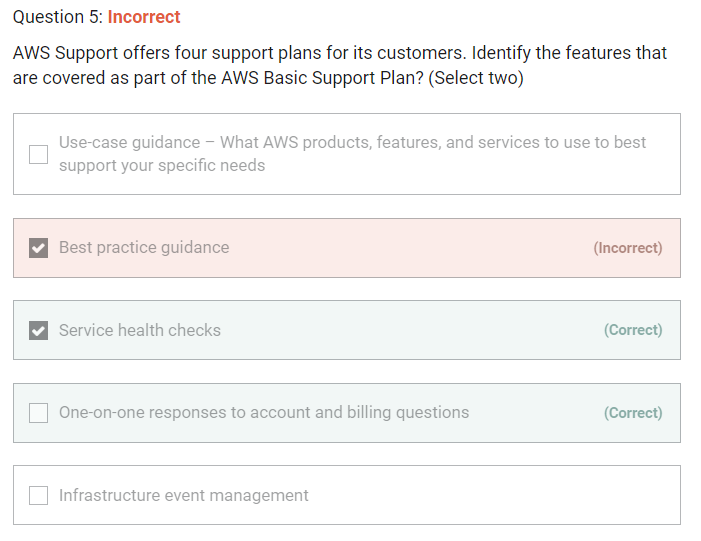 Question 5: Incorrect
AWS Support offers four support plans for its customers. Identify the features that
are covered as part of the AWS Basic Support Plan? (Select two)
Use-case guidance – What AWS products, features, and services to use to best
support your specific needs
Best practice guidance (Incorrect)
Service health checks (Correct)
One-on-one responses to account and billing questions (Correct)
Infrastructure event management